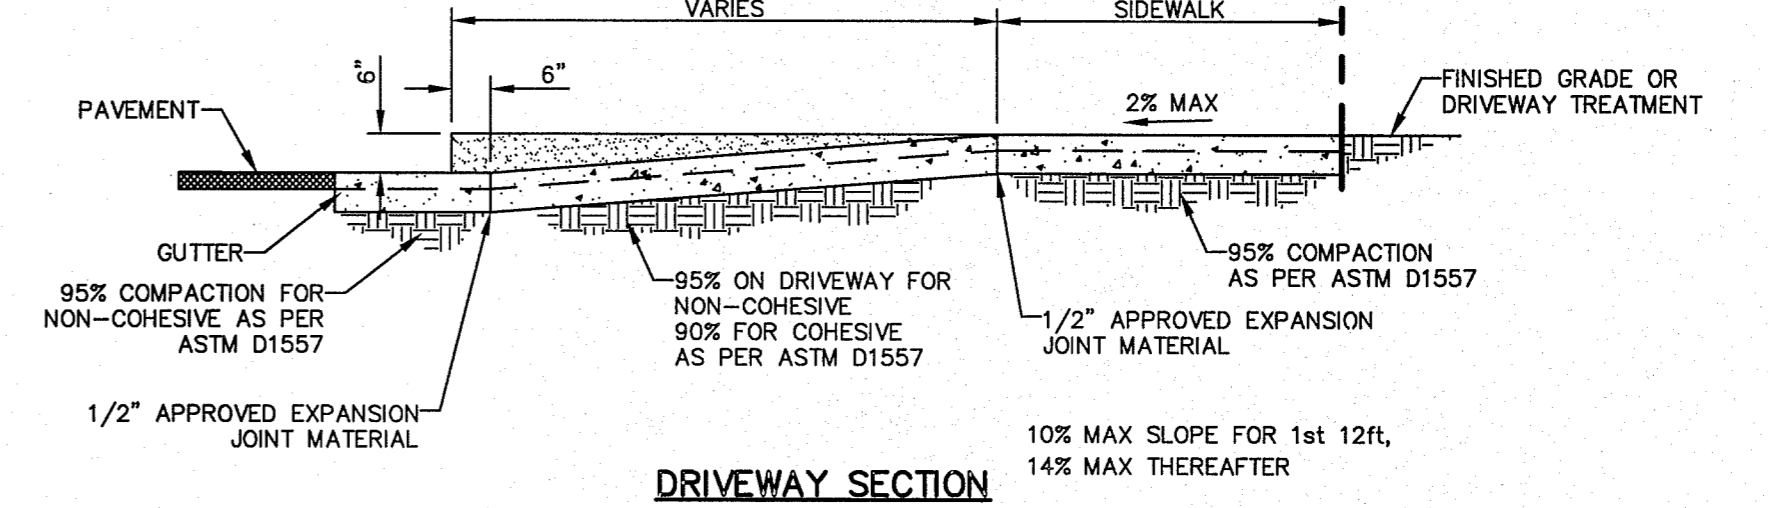 VARIES
SIDEWALK
6"
6"
PAVEMENT
2% MAX
FINISHED GRADE OR
DRIVEWAY TREATMENT
GUTTER
95% COMPACTION FOR
NON-COHESIVE AS PER
ASTM D1557
95% ON DRIVEWAY FOR
NON-COHESIVE
90% FOR COHESIVE
AS PER ASTM D1557
95% COMPACTION
AS PER ASTM D1557
1/2" APPROVED EXPANSION
JOINT MATERIAL
1/2" APPROVED EXPANSION
JOINT MATERIAL
10% MAX SLOPE FOR 1st 12ft,
14% MAX THEREAFTER
DRIVEWAY SECTION